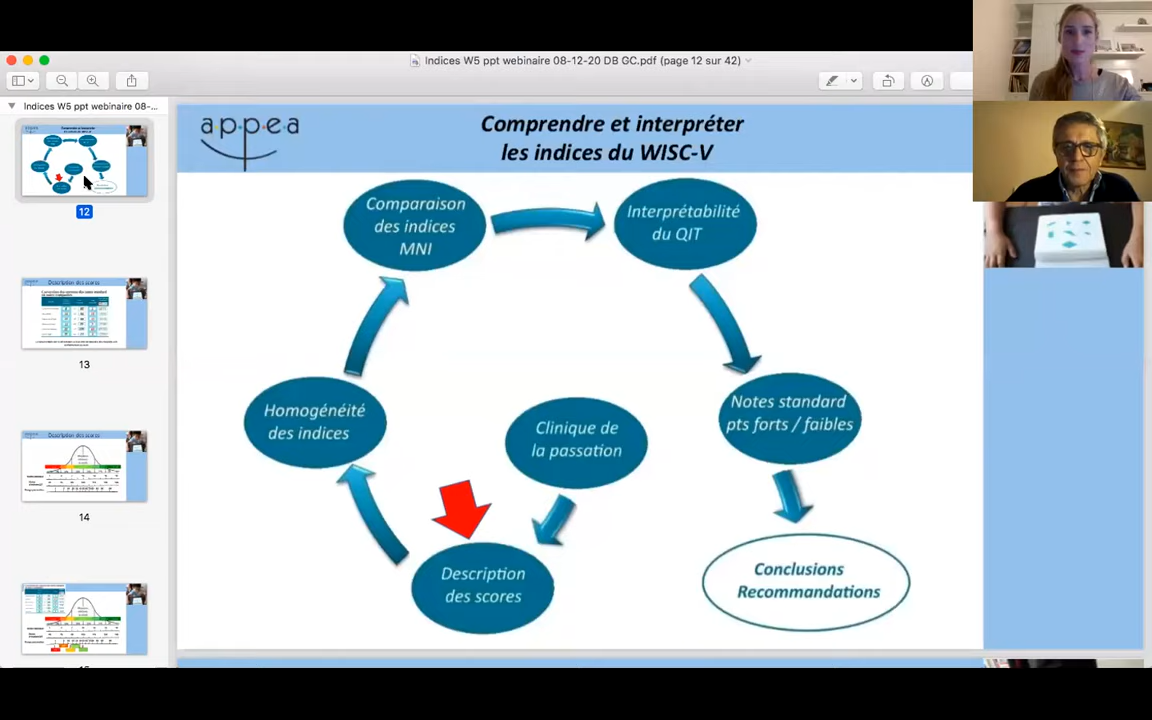 Indices W5 ppt webinaire 08-12-20 DB GC.pdf (page 12 sur 42)
Indices W5 ppt webinaire 08-...
12
13
14
a·p·p·e·a
Comprendre et interpréter
les indices du WISC-V
Comparaison
des indices
MNI
Interprétabilité
du QIT
Homogénéité
des indices
Clinique de
la passation
Notes standard
pts forts / faibles
Description
des scores
Conclusions
Recommandations